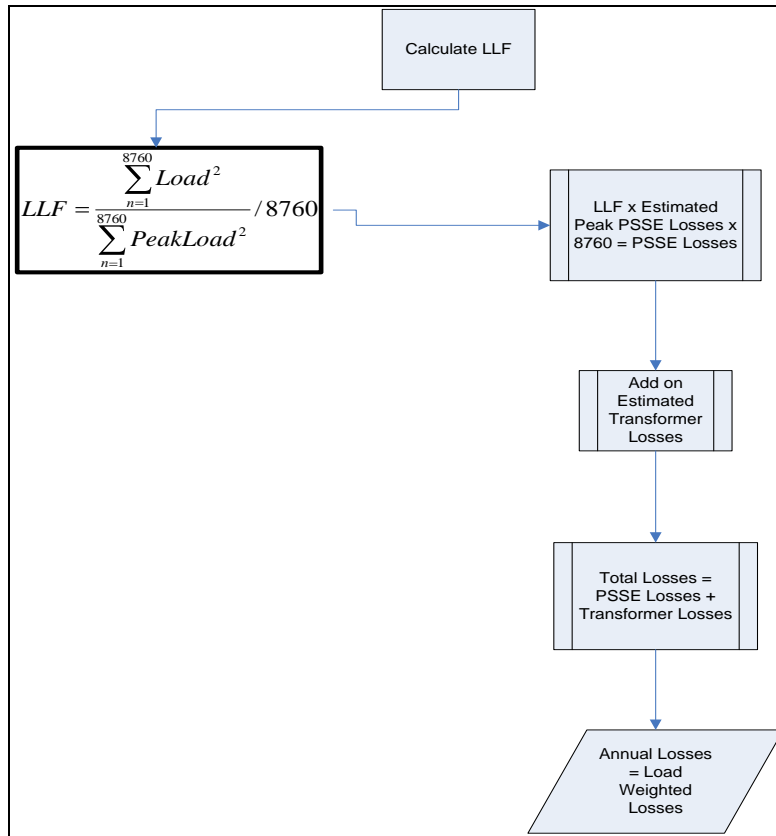 Calculate LLF
8760
∑ Load²
n=1
LLF = / 8760
8760
∑ PeakLoad²
n=1
LLF x Estimated
Peak PSSE Losses x
8760 = PSSE Losses
Add on
Estimated
Transformer
Losses
Total Losses =
PSSE Losses +
Transformer Losses
Annual Losses
= Load
Weighted
Losses